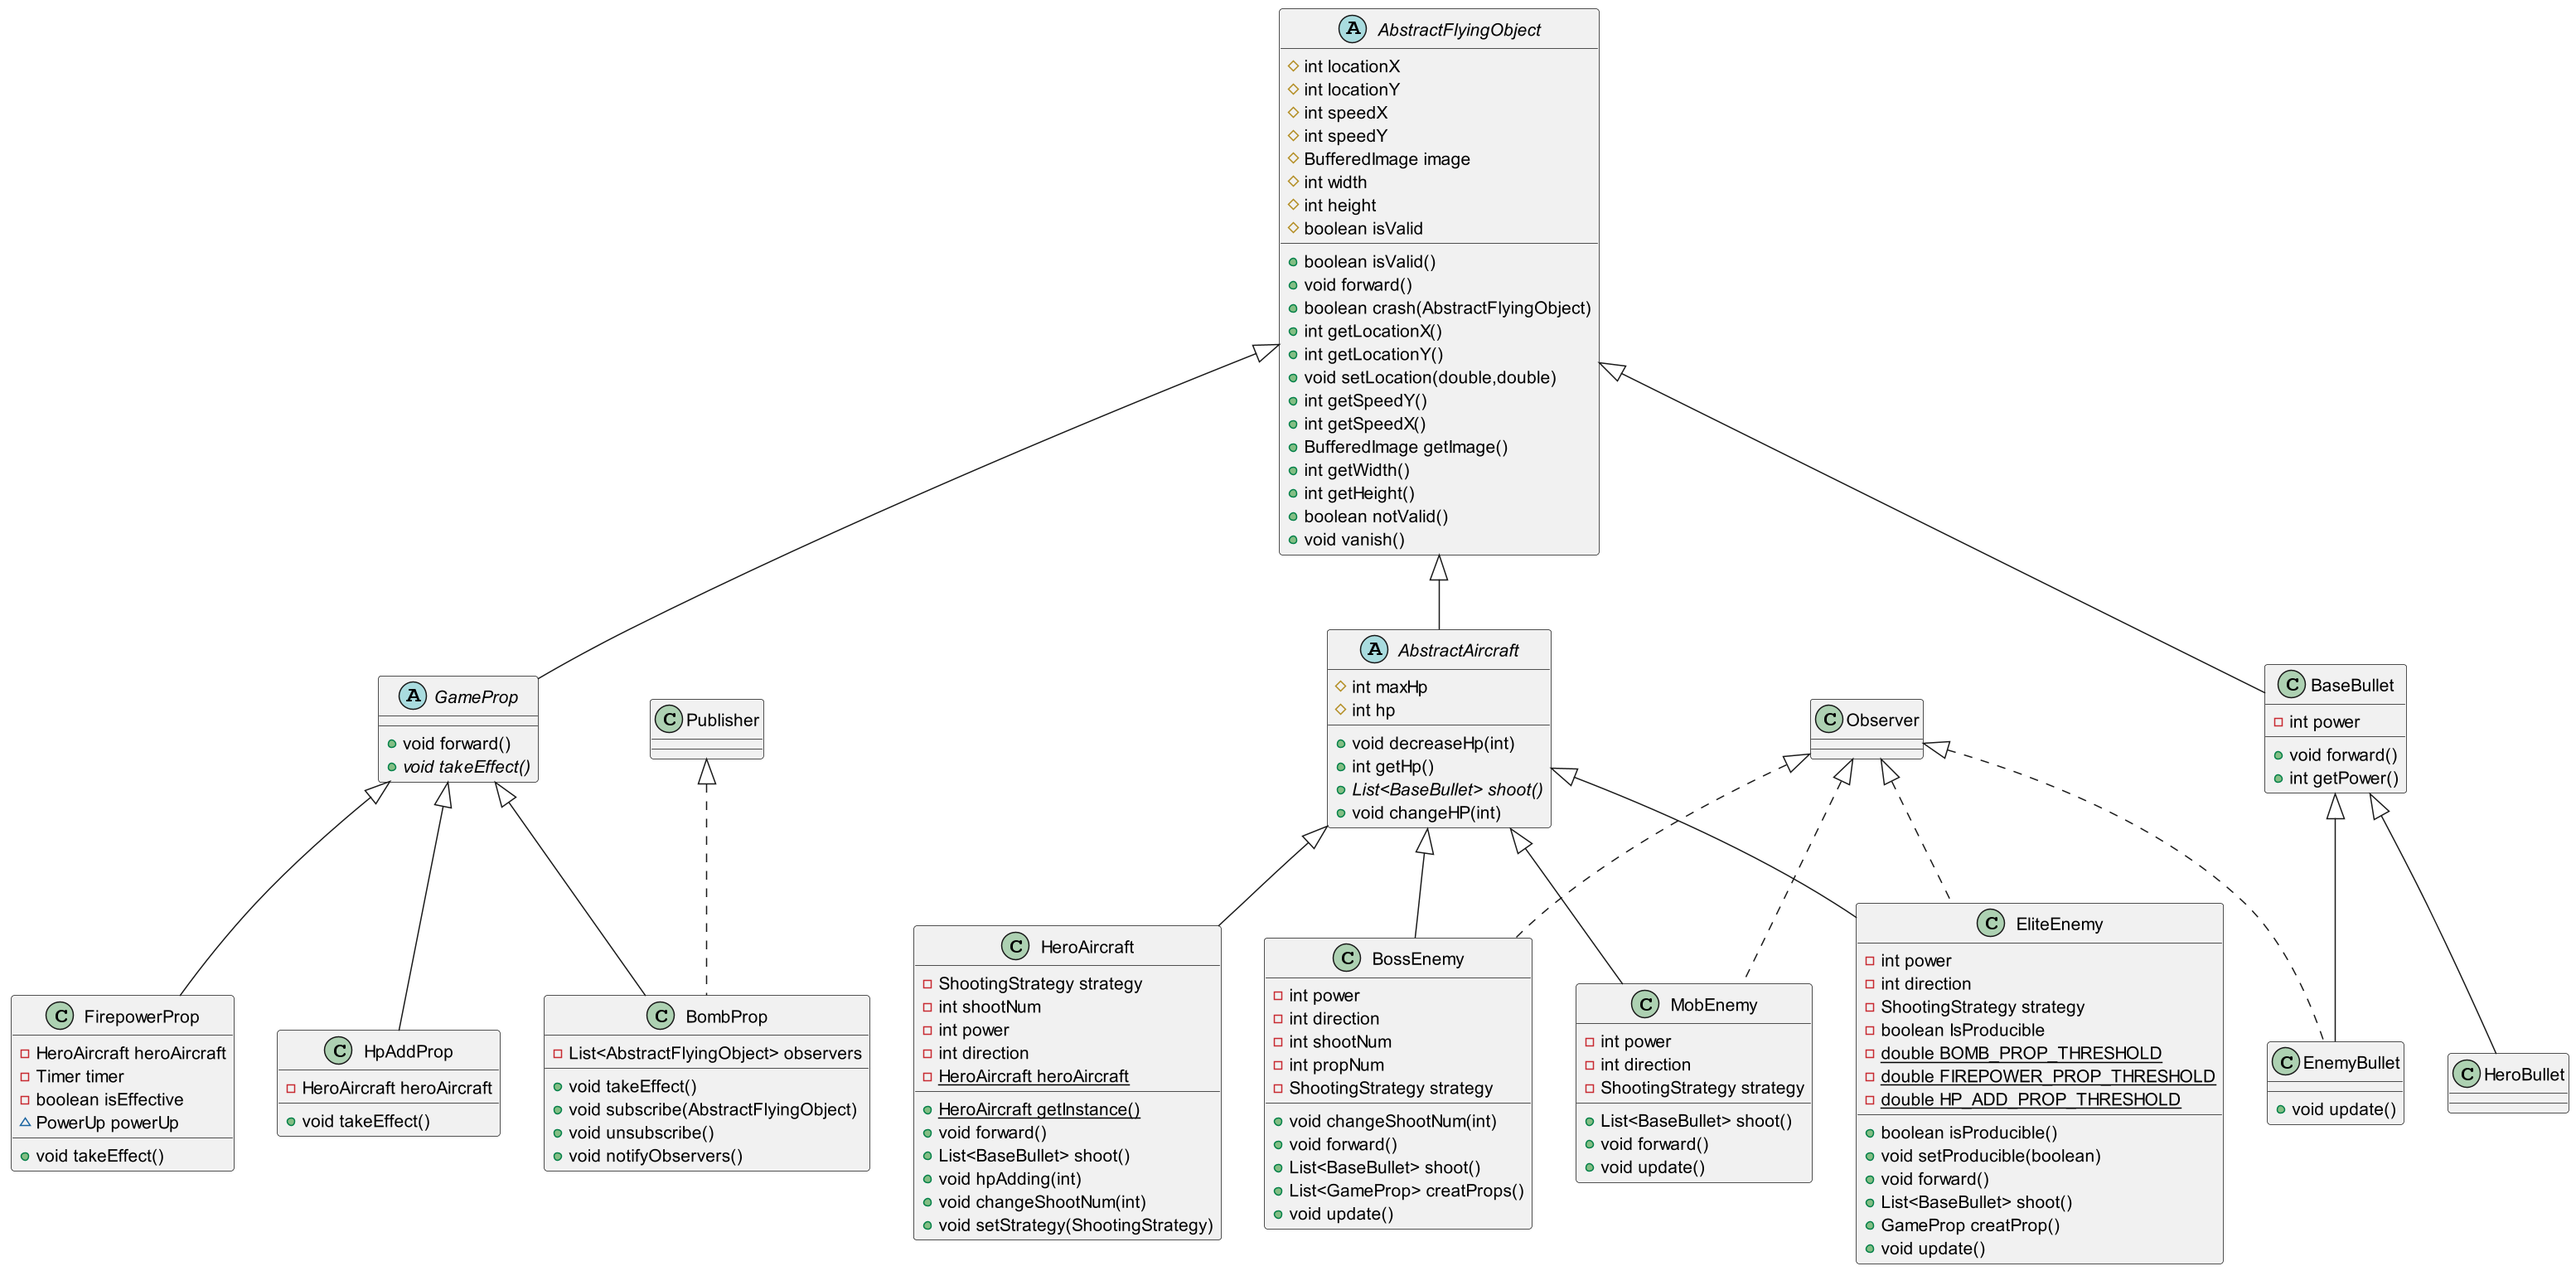 A AbstractFlyingObject
int locationX
int locationY
int speedX
int speedY
BufferedImage image
int width
int height
boolean isValid
boolean isValid()
void forward()
boolean crash(AbstractFlyingObject)
int getLocationX()
int getLocationY()
void setLocation(double,double)
int getSpeedY()
int getSpeedX()
BufferedImage getImage()
int getWidth()
int getHeight()
boolean notValid()
void vanish()
A GameProp
void forward()
void takeEffect()
C Publisher
A AbstractAircraft
int maxHp
int hp
void decreaseHp(int)
int getHp()
List<BaseBullet> shoot()
void changeHP(int)
C Observer
C BaseBullet
int power
void forward()
int getPower()
C FirepowerProp
HeroAircraft heroAircraft
Timer timer
boolean isEffective
PowerUp powerUp
void takeEffect()
C HpAddProp
HeroAircraft heroAircraft
void takeEffect()
C BombProp
List<AbstractFlyingObject> observers
void takeEffect()
void subscribe(AbstractFlyingObject)
void unsubscribe()
void notifyObservers()
C HeroAircraft
ShootingStrategy strategy
int shootNum
int power
int direction
HeroAircraft heroAircraft
HeroAircraft getInstance()
void forward()
List<BaseBullet> shoot()
void hpAdding(int)
void changeShootNum(int)
void setStrategy(ShootingStrategy)
C BossEnemy
int power
int direction
int shootNum
int propNum
ShootingStrategy strategy
void changeShootNum(int)
void forward()
List<BaseBullet> shoot()
List<GameProp> creatProps()
void update()
C MobEnemy
int power
int direction
ShootingStrategy strategy
List<BaseBullet> shoot()
void forward()
void update()
C EliteEnemy
int power
int direction
ShootingStrategy strategy
boolean IsProducible
double BOMB_PROP_THRESHOLD
double FIREPOWER_PROP_THRESHOLD
double HP_ADD_PROP_THRESHOLD
boolean isProducible()
void setProducible(boolean)
void forward()
List<BaseBullet> shoot()
GameProp creatProp()
void update()
C EnemyBullet
void update()
C HeroBullet